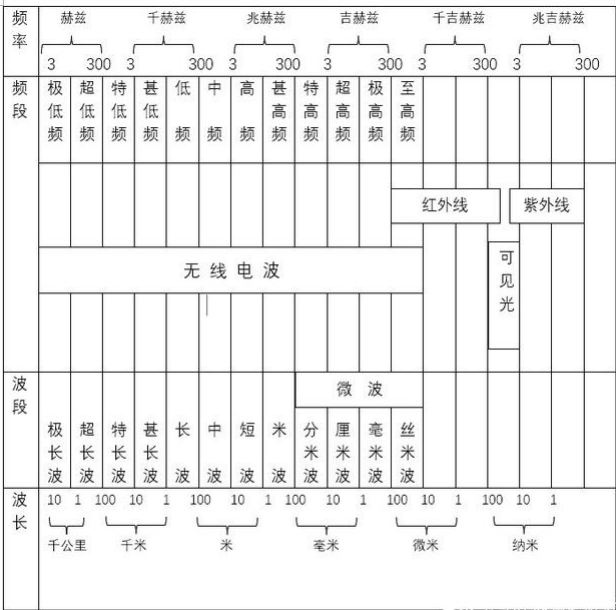 频率 赫兹 千赫兹 兆赫兹 吉赫兹 千吉赫兹 兆吉赫兹
3 300 3 300 3 300 3 300 3 300 3 300
频段 极低频 超低频 特低频 甚低频 低频 中频 高频 甚高频 特高频 超高频 极高频 至高频
红外线 紫外线
无线电波
可见光
波段 微波
极长波 超长波 特长波 甚长波 长波 中波 短波 米波 分米波 厘米波 毫米波 丝米波
波长 10 1 100 10 1 100 10 1 100 10 1 100 10 1 100 10 1
千公里 千米 米 毫米 微米 纳米